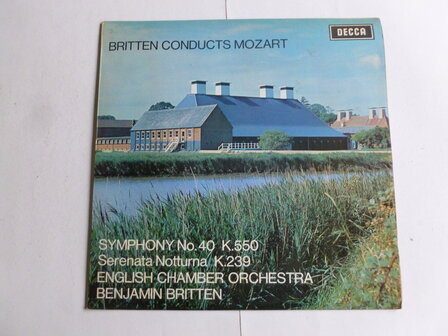 BRITTEN CONDUCTS MOZART
DECCA
SYMPHONY No.40 K.550
Serenata Notturna K.239
ENGLISH CHAMBER ORCHESTRA
BENJAMIN BRITTEN